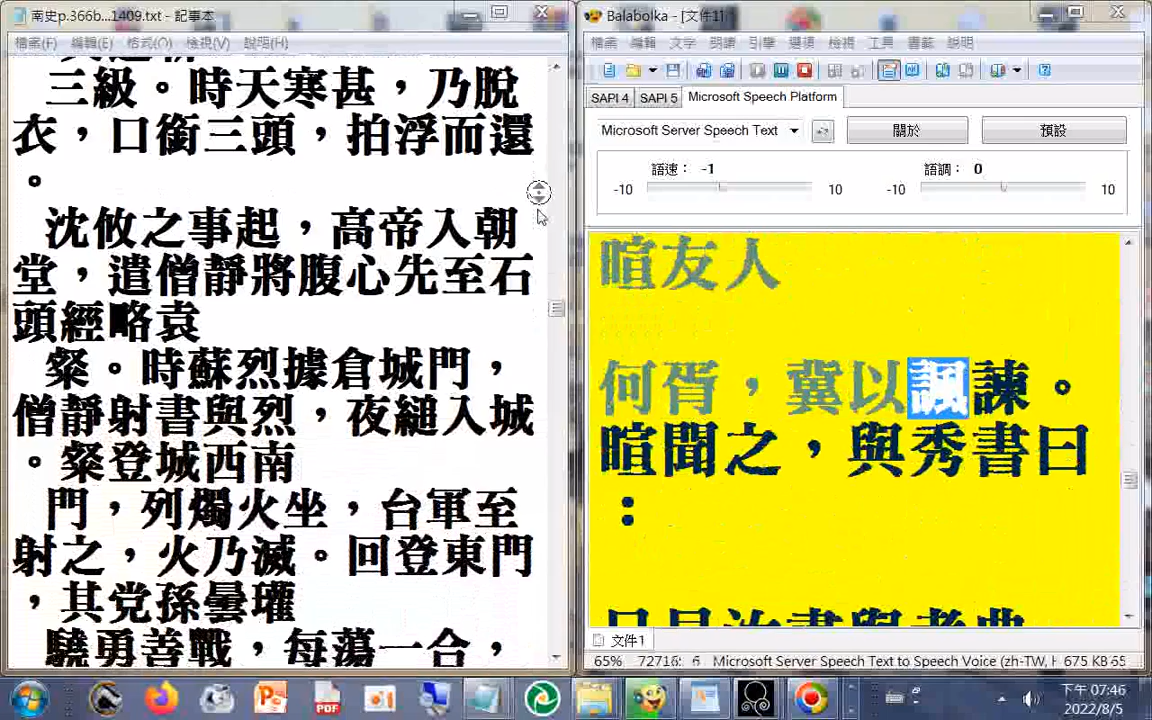 南史p.366b...1409.txt - 記事本
檔案(F) 編輯(E) 格式(O) 檢視(V) 說明(H)
三級。時天寒甚，乃脫
衣，口銜三頭，拍浮而還
。
沈攸之事起，高帝入朝
堂，遣僧靜將腹心先至石
頭經略袁
粲。時蘇烈據倉城門，
僧靜射書與烈，夜縋入城
。粲登城西南
門，列燭火坐，台軍至
射之，火乃滅。回登東門
，其党孫曇瓘
驍勇善戰，每蕩一合，
Balabolka - [文件1]
檔案 編輯 文字 朗讀 引擎 選項 檢視 工具 書籤 說明
SAPI 4 SAPI 5 Microsoft Speech Platform
Microsoft Server Speech Text 關於 預設
語速： -1 語調： 0
-10 10 -10 10
暄友人
何胥，冀以諷諫。
暄聞之，與秀書曰
：
文件1
65% 72716: 6 Microsoft Server Speech Text to Speech Voice (zh-TW, H 675 KB 55
PDF
下午 07:46
2022/8/5